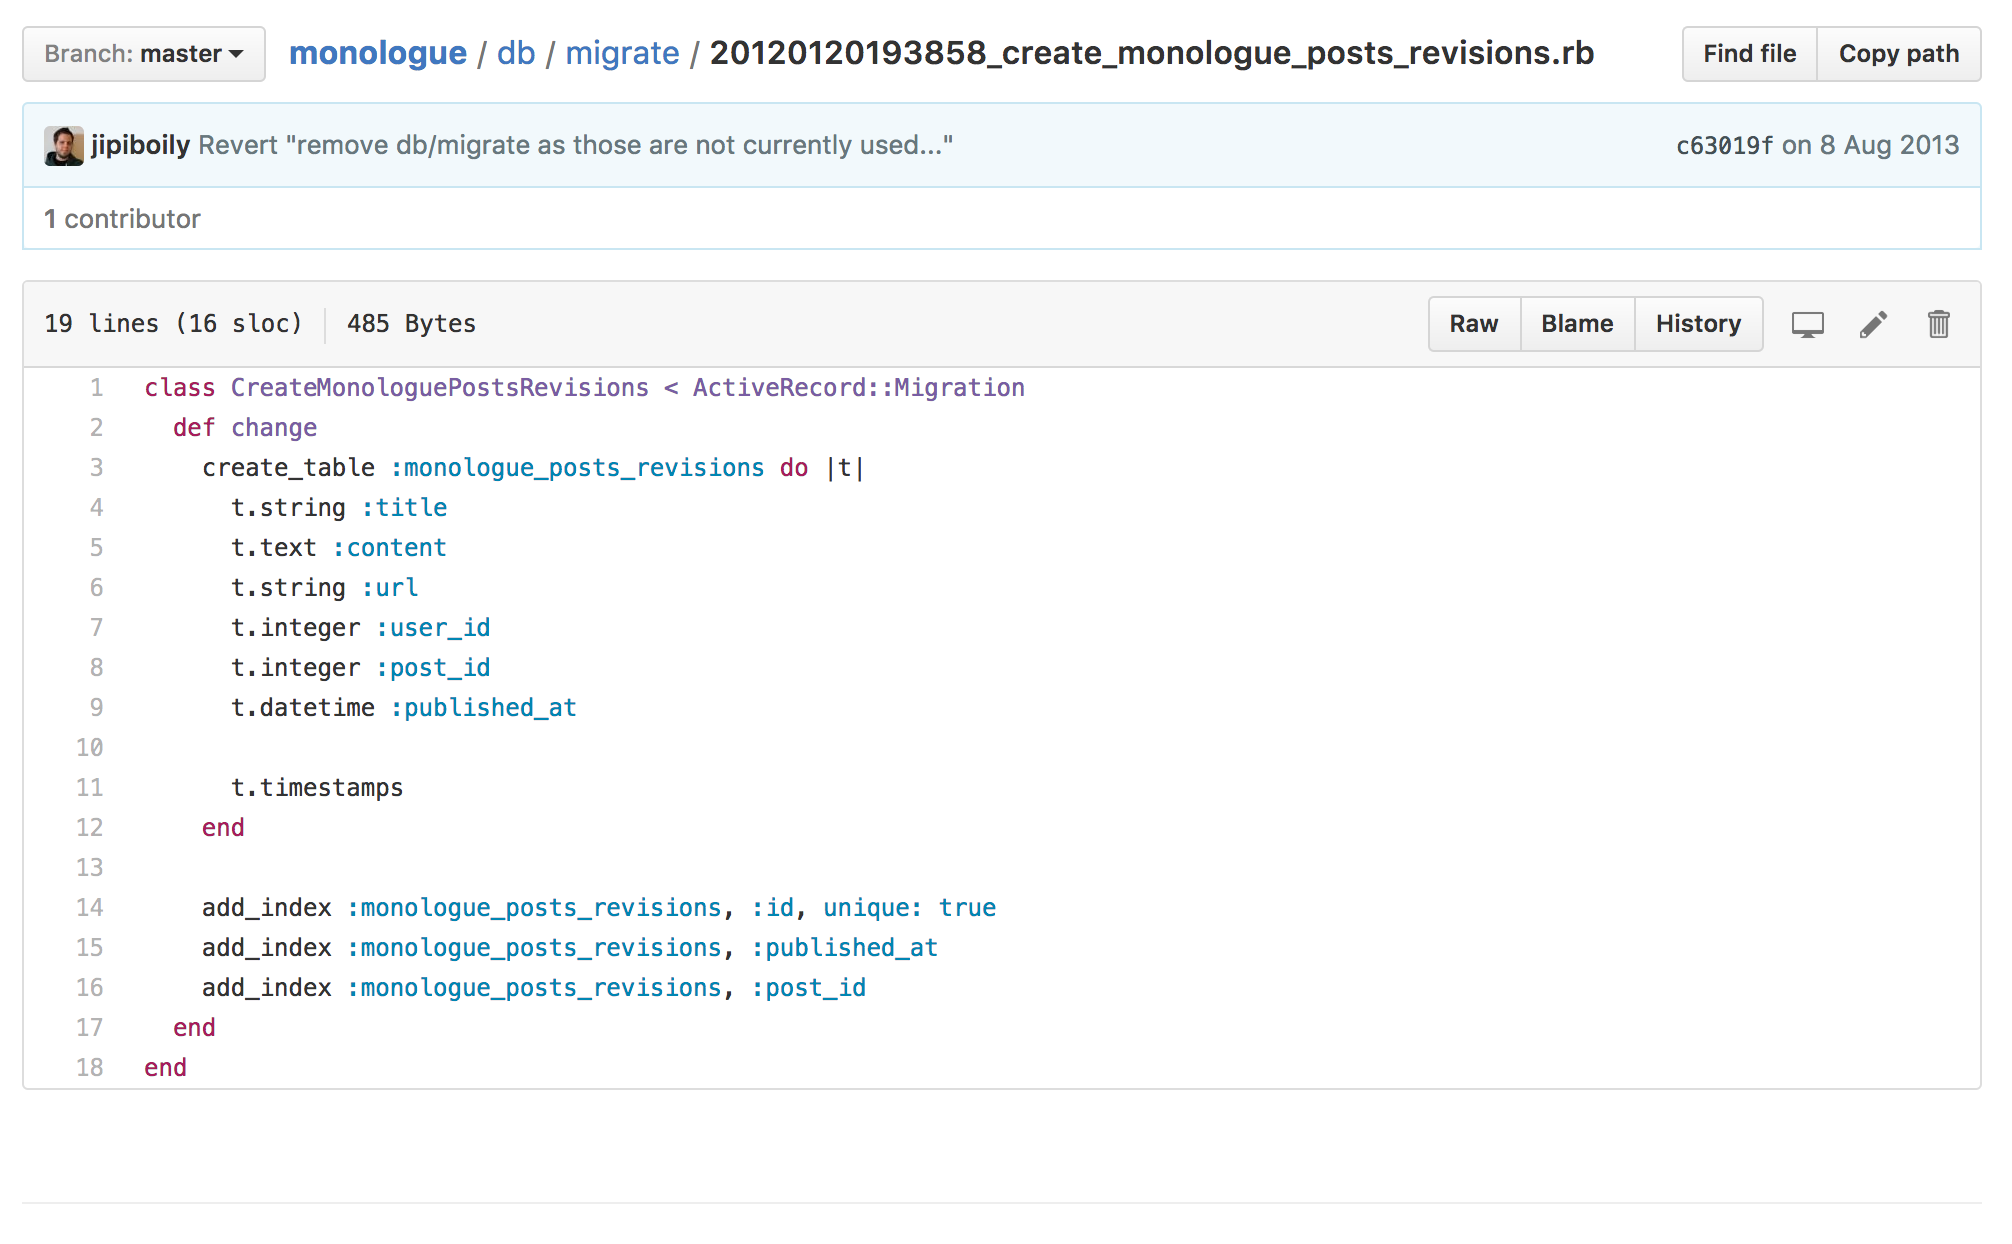 Branch: master monologue / db / migrate / 20120120193858_create_monologue_posts_revisions.rb Find file Copy path
jipiboily Revert "remove db/migrate as those are not currently used..." c63019f on 8 Aug 2013
1 contributor
19 lines (16 sloc) 485 Bytes Raw Blame History
1 class CreateMonologuePostsRevisions < ActiveRecord::Migration
2   def change
3     create_table :monologue_posts_revisions do |t|
4       t.string :title
5       t.text :content
6       t.string :url
7       t.integer :user_id
8       t.integer :post_id
9       t.datetime :published_at
10
11       t.timestamps
12     end
13
14     add_index :monologue_posts_revisions, :id, unique: true
15     add_index :monologue_posts_revisions, :published_at
16     add_index :monologue_posts_revisions, :post_id
17   end
18 end